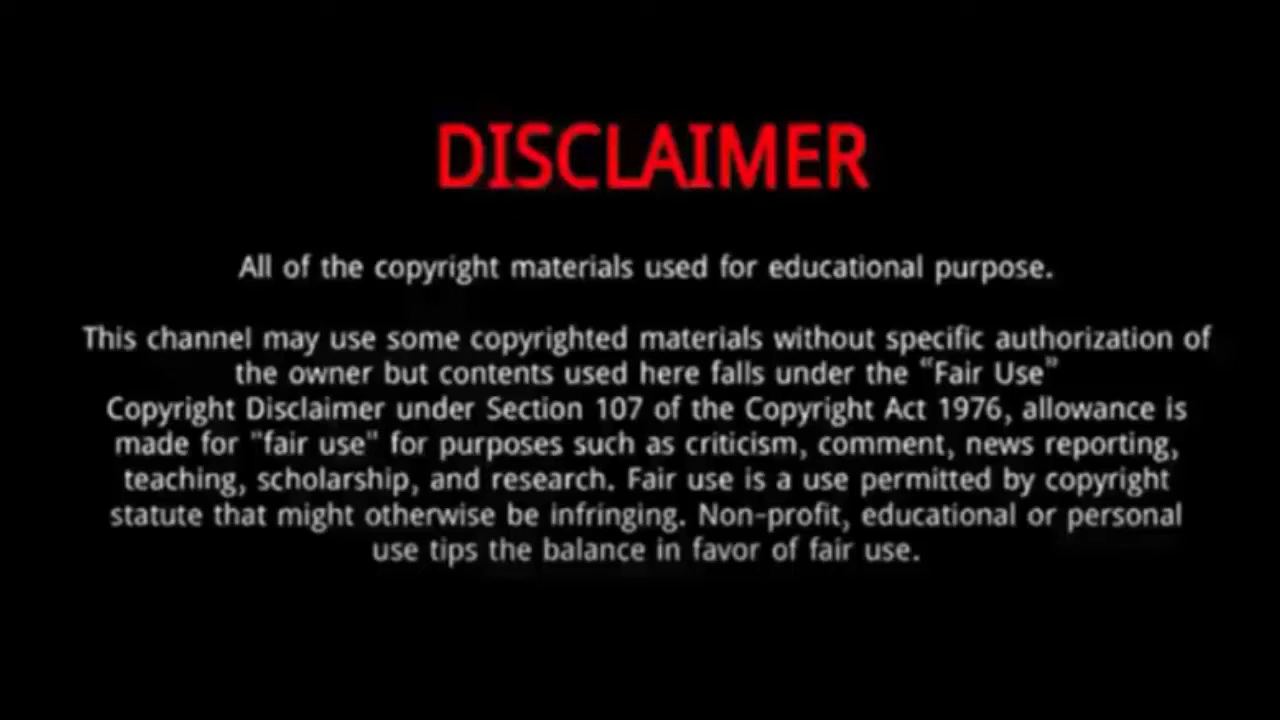 DISCLAIMER
All of the copyright materials used for educational purpose.
This channel may use some copyrighted materials without specific authorization of
the owner but contents used here falls under the “Fair Use”
Copyright Disclaimer under Section 107 of the Copyright Act 1976, allowance is
made for "fair use" for purposes such as criticism, comment, news reporting,
teaching, scholarship, and research. Fair use is a use permitted by copyright
statute that might otherwise be infringing. Non-profit, educational or personal
use tips the balance in favor of fair use.